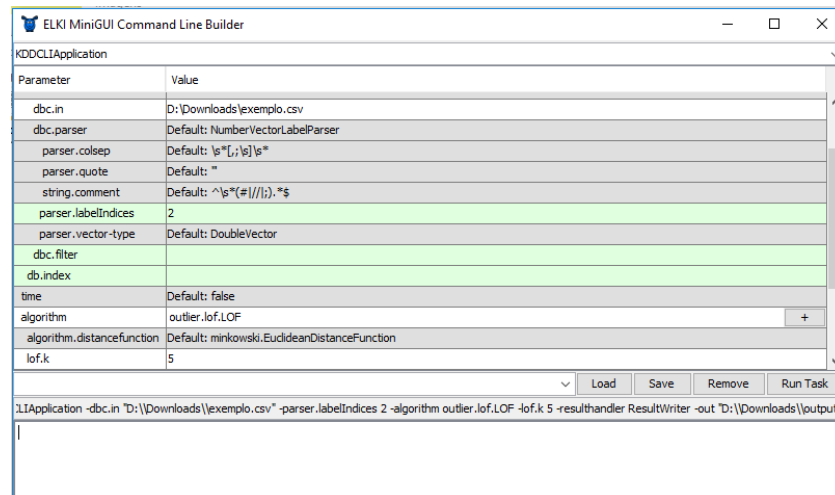 ELKI MiniGUI Command Line Builder
KDDCLIApplication
Parameter Value
dbc.in D:\Downloads\exemplo.csv
dbc.parser Default: NumberVectorLabelParser
parser.colsep Default: \s*[,;\s]\s*
parser.quote Default: "'
string.comment Default: ^\s*(#|//|;).*$
parser.labelIndices 2
parser.vector-type Default: DoubleVector
dbc.filter
db.index
time Default: false
algorithm outlier.lof.LOF +
algorithm.distancefunction Default: minkowski.EuclideanDistanceFunction
lof.k 5
Load Save Remove Run Task
CLIApplication -dbc.in "D:\\Downloads\\exemplo.csv" -parser.labelIndices 2 -algorithm outlier.lof.LOF -lof.k 5 -resulthandler ResultWriter -out "D:\\Downloads\\output